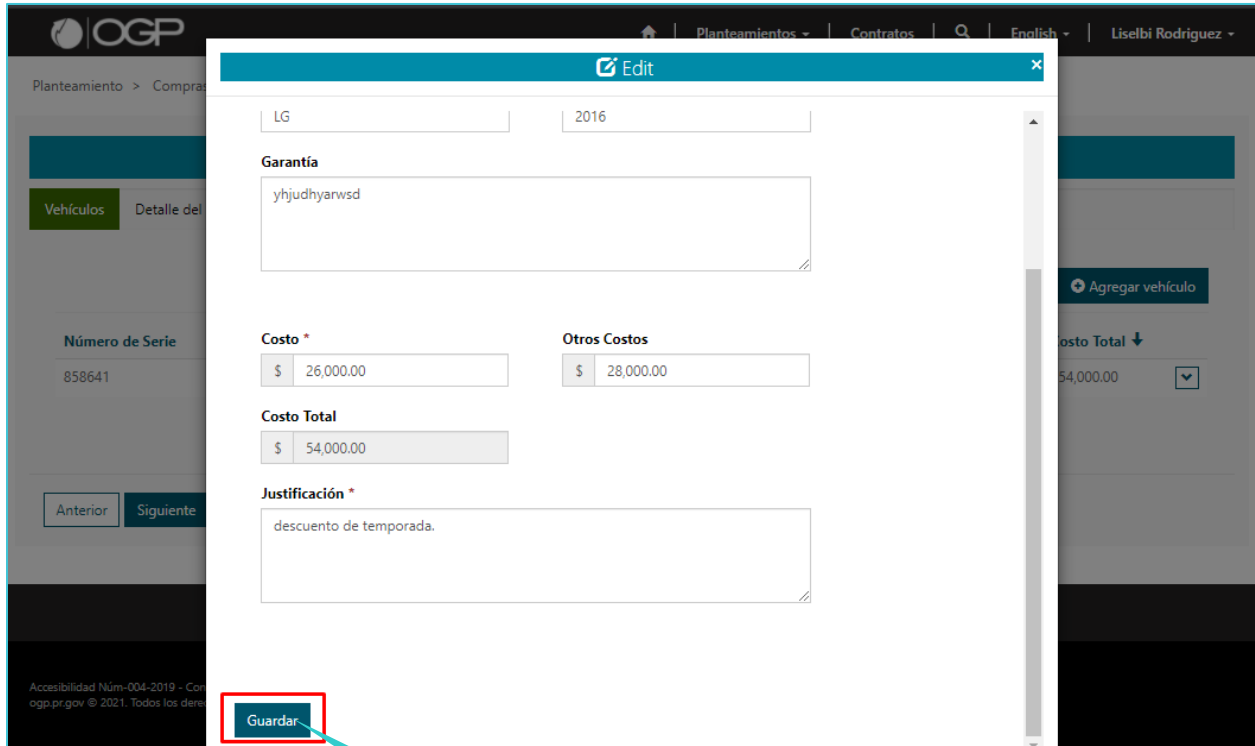 OGP
Planteamientos | Contratos | English | Liselbi Rodriguez
Edit ×
Planteamiento > Compras
LG 2016
Garantía
yhjudhyarwsd
Vehículos Detalle del
Agregar vehículo
Número de Serie Costo * Otros Costos osto Total
858641 $ 26,000.00 $ 28,000.00 54,000.00
Costo Total
$ 54,000.00
Justificación *
Anterior Siguiente
descuento de temporada.
Accesibilidad Núm-004-2019 - Con
ogp.pr.gov © 2021. Todos los dere
Guardar